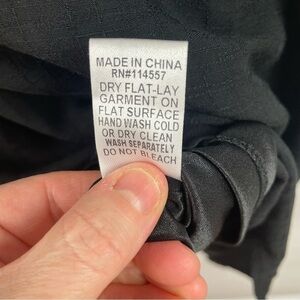 MADE IN CHINA
RN#114557
DRY FLAT-LAY
GARMENT ON
FLAT SURFACE
HAND WASH COLD
OR DRY CLEAN
WASH SEPARATELY
DO NOT BLEACH